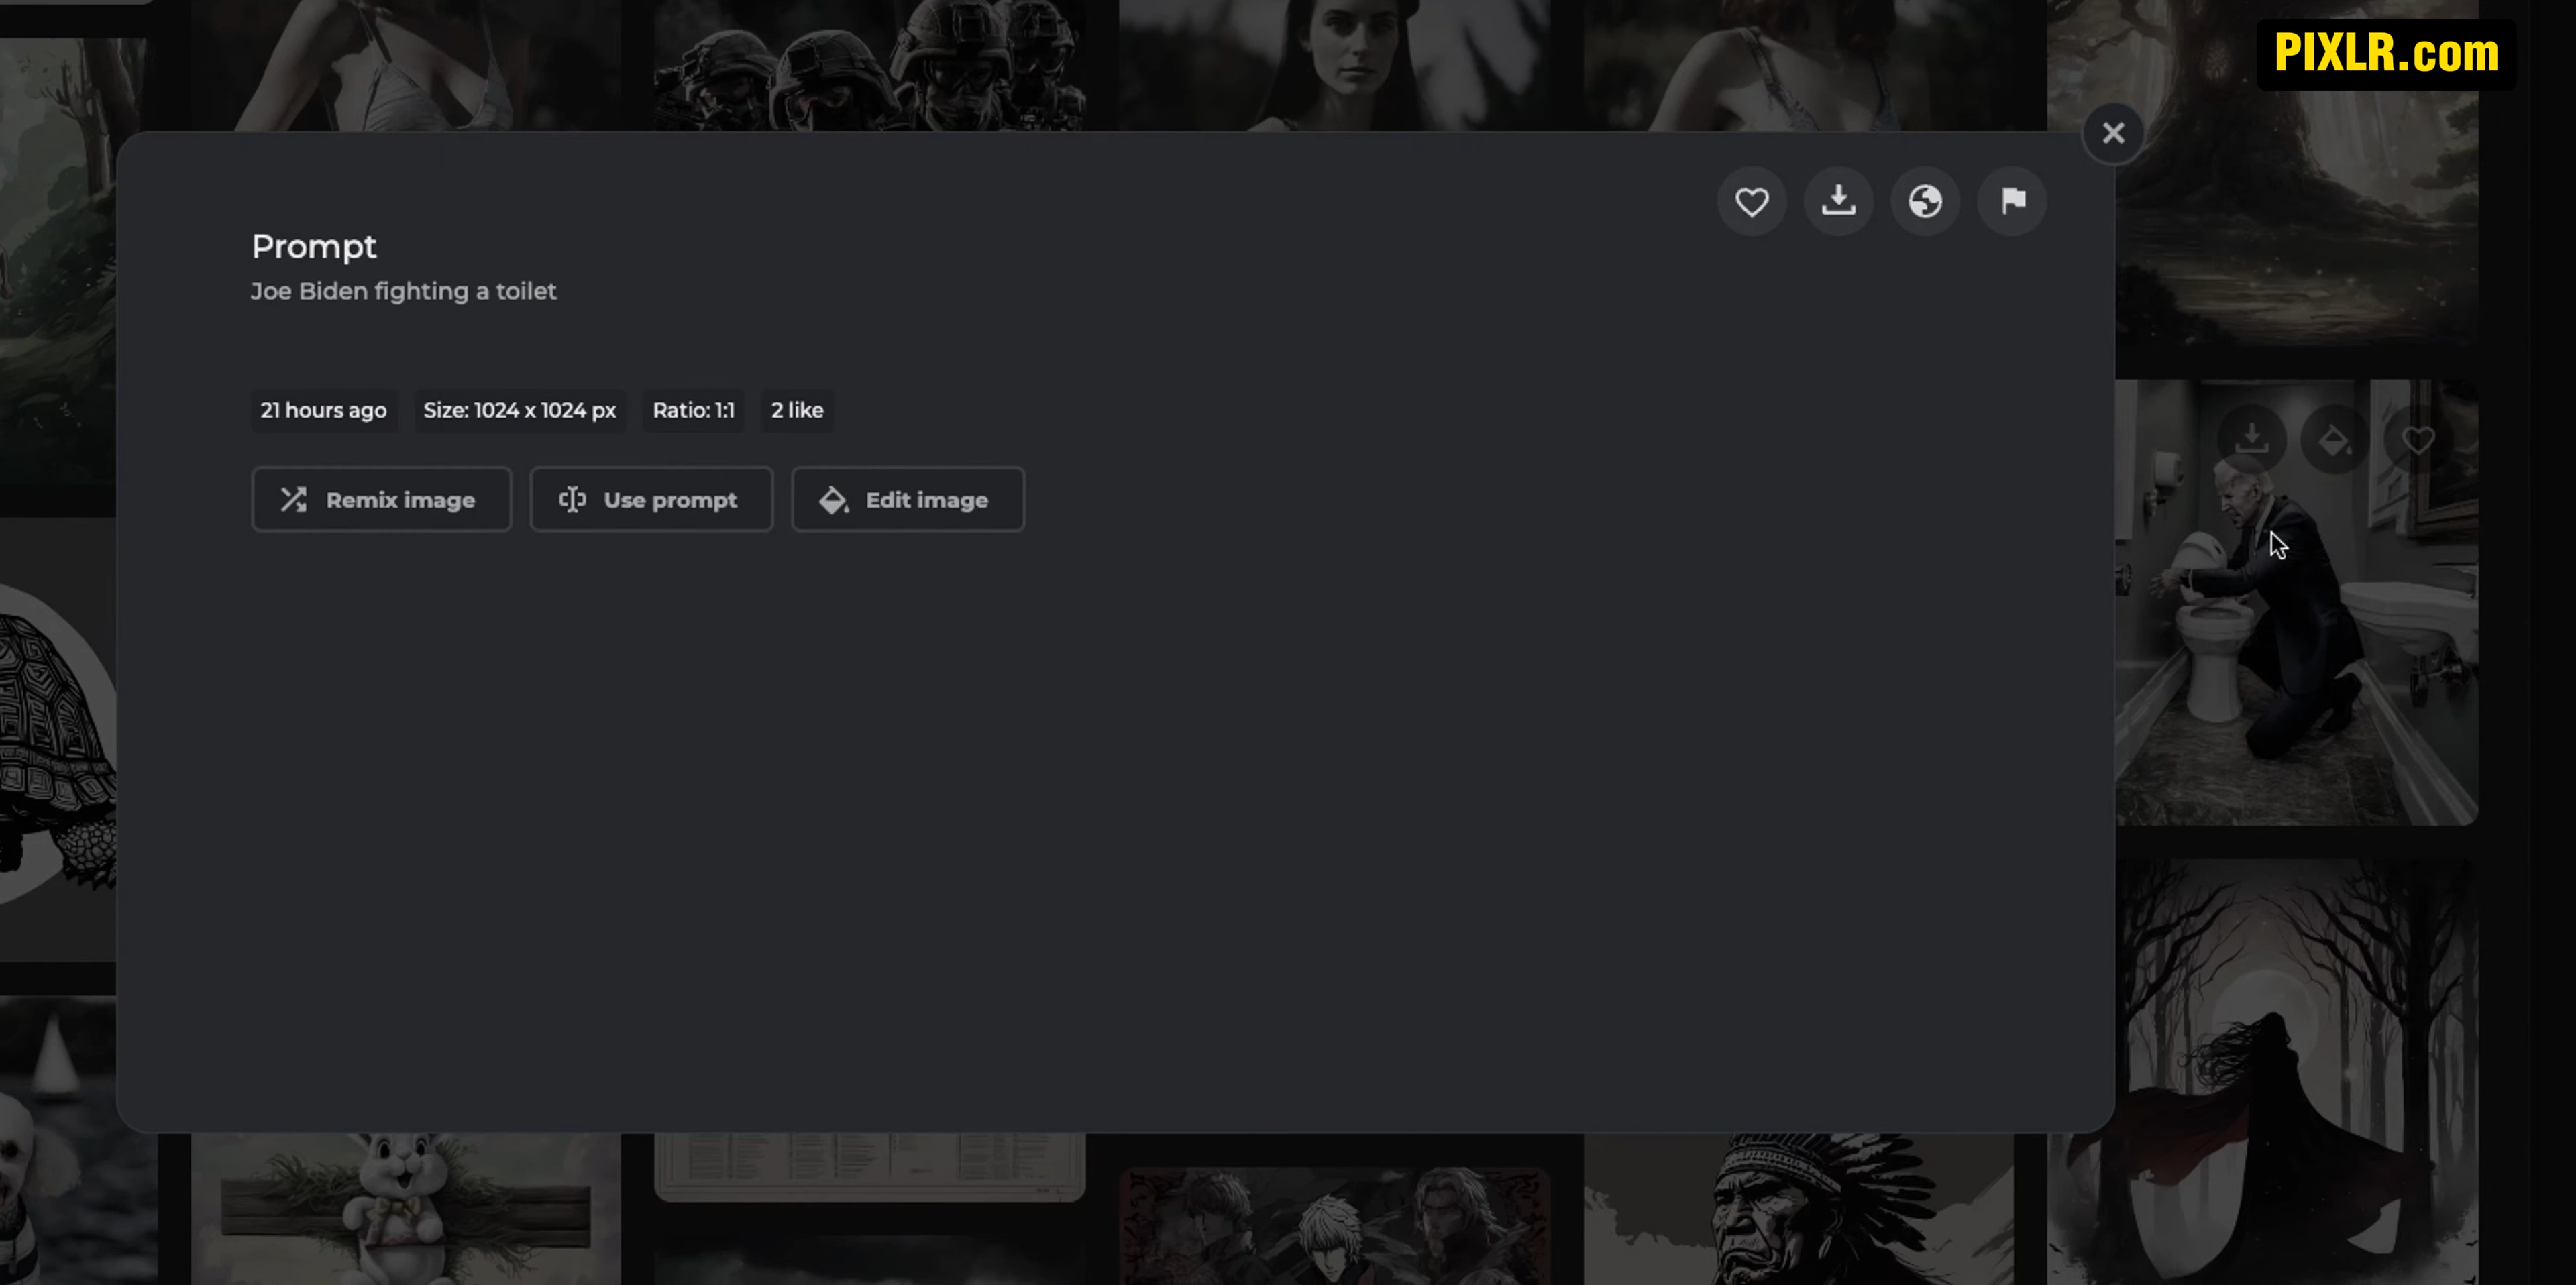 PIXLR.com
Prompt
Joe Biden fighting a toilet
21 hours ago Size: 1024 x 1024 px Ratio: 1:1 2 like
Remix image Use prompt Edit image